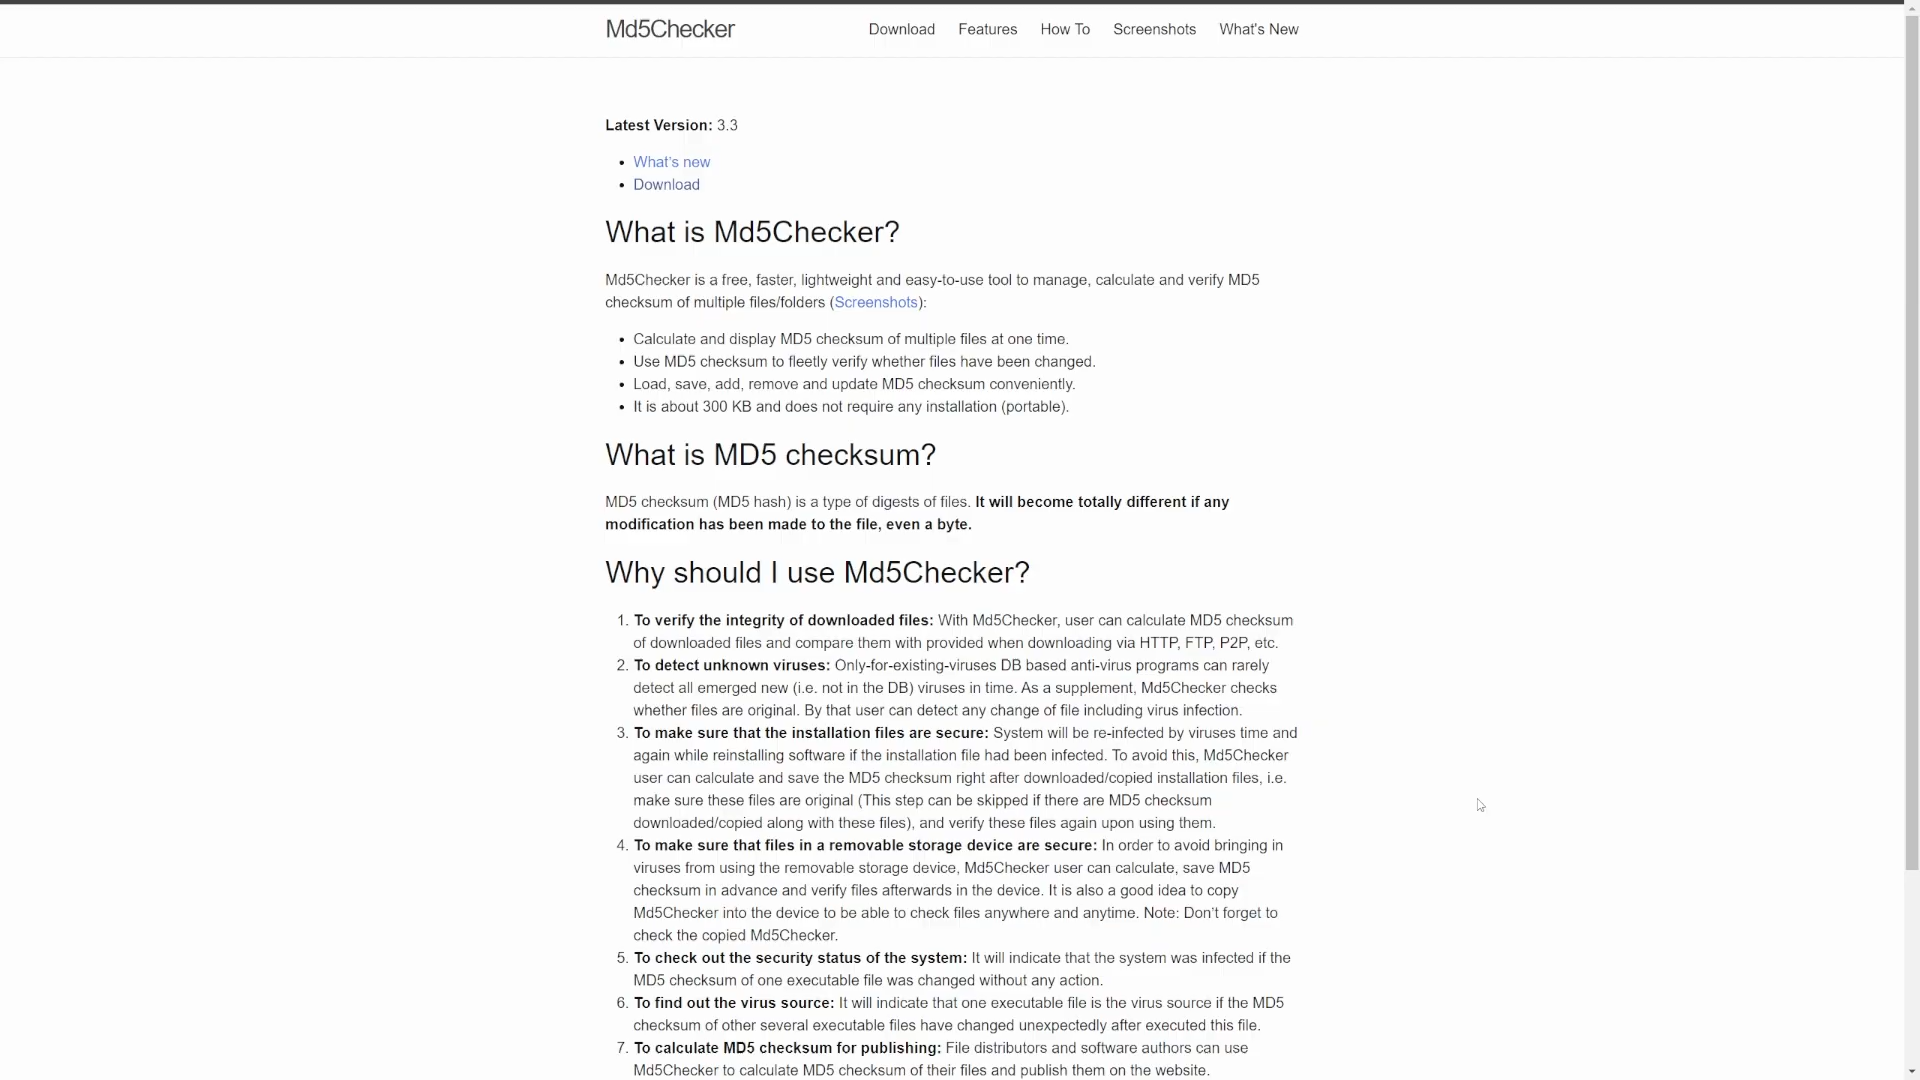 Md5Checker
Download Features How To Screenshots What's New
Latest Version: 3.3
• What's new
• Download
What is Md5Checker?
Md5Checker is a free, faster, lightweight and easy-to-use tool to manage, calculate and verify MD5
checksum of multiple files/folders (Screenshots):
• Calculate and display MD5 checksum of multiple files at one time.
• Use MD5 checksum to fleetly verify whether files have been changed.
• Load, save, add, remove and update MD5 checksum conveniently.
• It is about 300 KB and does not require any installation (portable).
What is MD5 checksum?
MD5 checksum (MD5 hash) is a type of digests of files. It will become totally different if any
modification has been made to the file, even a byte.
Why should I use Md5Checker?
1. To verify the integrity of downloaded files: With Md5Checker, user can calculate MD5 checksum
of downloaded files and compare them with provided when downloading via HTTP, FTP, P2P, etc.
2. To detect unknown viruses: Only-for-existing-viruses DB based anti-virus programs can rarely
detect all emerged new (i.e. not in the DB) viruses in time. As a supplement, Md5Checker checks
whether files are original. By that user can detect any change of file including virus infection.
3. To make sure that the installation files are secure: System will be re-infected by viruses time and
again while reinstalling software if the installation file had been infected. To avoid this, Md5Checker
user can calculate and save the MD5 checksum right after downloaded/copied installation files, i.e.
make sure these files are original (This step can be skipped if there are MD5 checksum
downloaded/copied along with these files), and verify these files again upon using them.
4. To make sure that files in a removable storage device are secure: In order to avoid bringing in
viruses from using the removable storage device, Md5Checker user can calculate, save MD5
checksum in advance and verify files afterwards in the device. It is also a good idea to copy
Md5Checker into the device to be able to check files anywhere and anytime. Note: Don't forget to
check the copied Md5Checker.
5. To check out the security status of the system: It will indicate that the system was infected if the
MD5 checksum of one executable file was changed without any action.
6. To find out the virus source: It will indicate that one executable file is the virus source if the MD5
checksum of other several executable files have changed unexpectedly after executed this file.
7. To calculate MD5 checksum for publishing: File distributors and software authors can use
Md5Checker to calculate MD5 checksum of their files and publish them on the website.